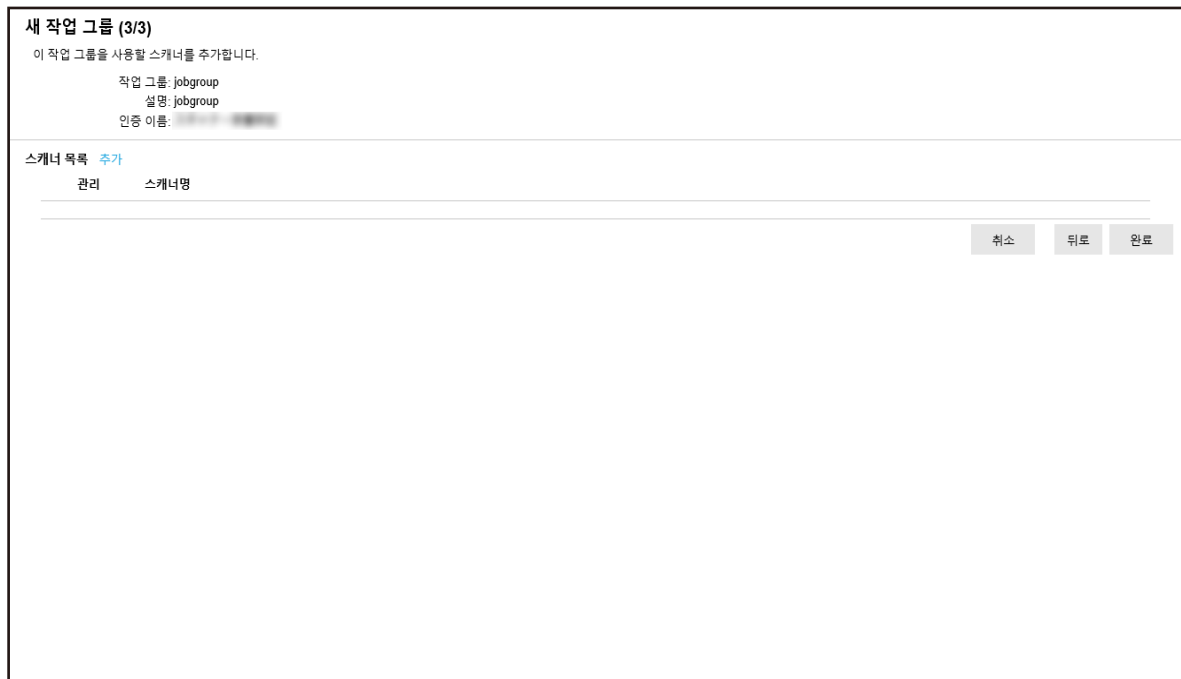 새 작업 그룹 (3/3)
이 작업 그룹을 사용할 스캐너를 추가합니다.
작업 그룹: jobgroup
설명: jobgroup
인증 이름:
스캐너 목록 추가
관리 스캐너명
취소 뒤로 완료